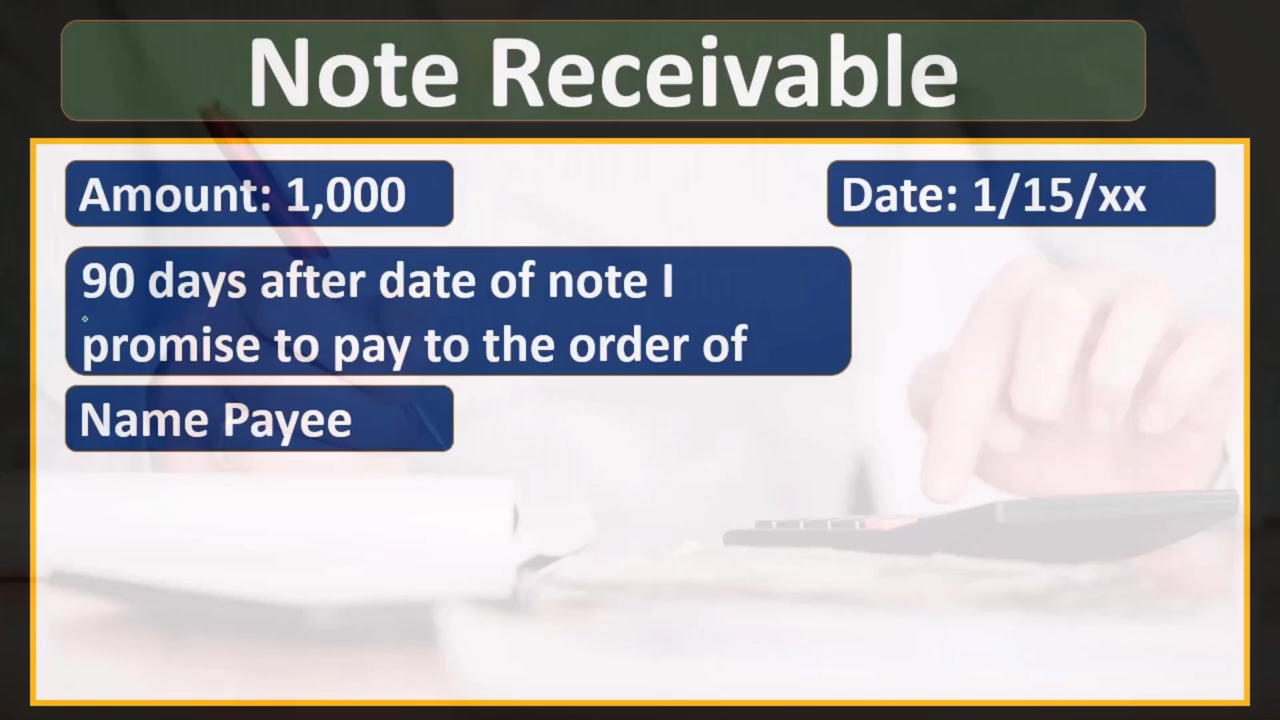 Note Receivable
Amount: 1,000
Date: 1/15/xx
90 days after date of note I
promise to pay to the order of
Name Payee